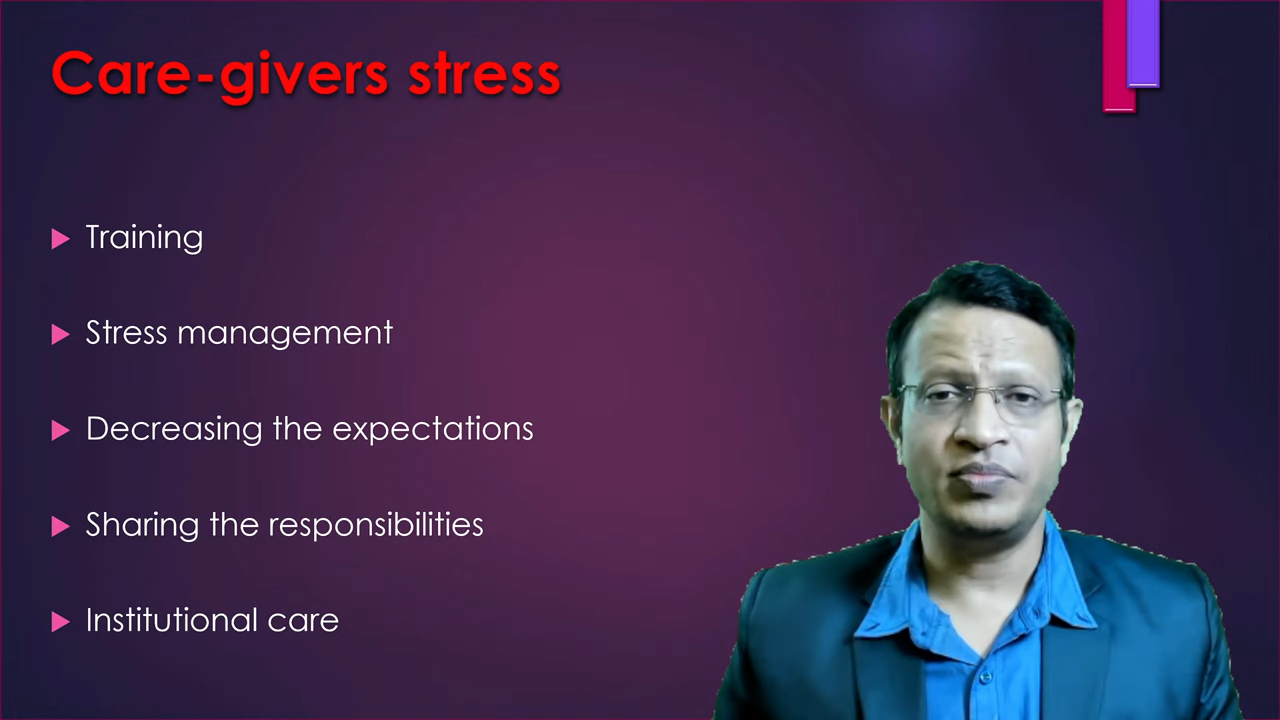 Care-givers stress
Training
Stress management
Decreasing the expectations
Sharing the responsibilities
Institutional care